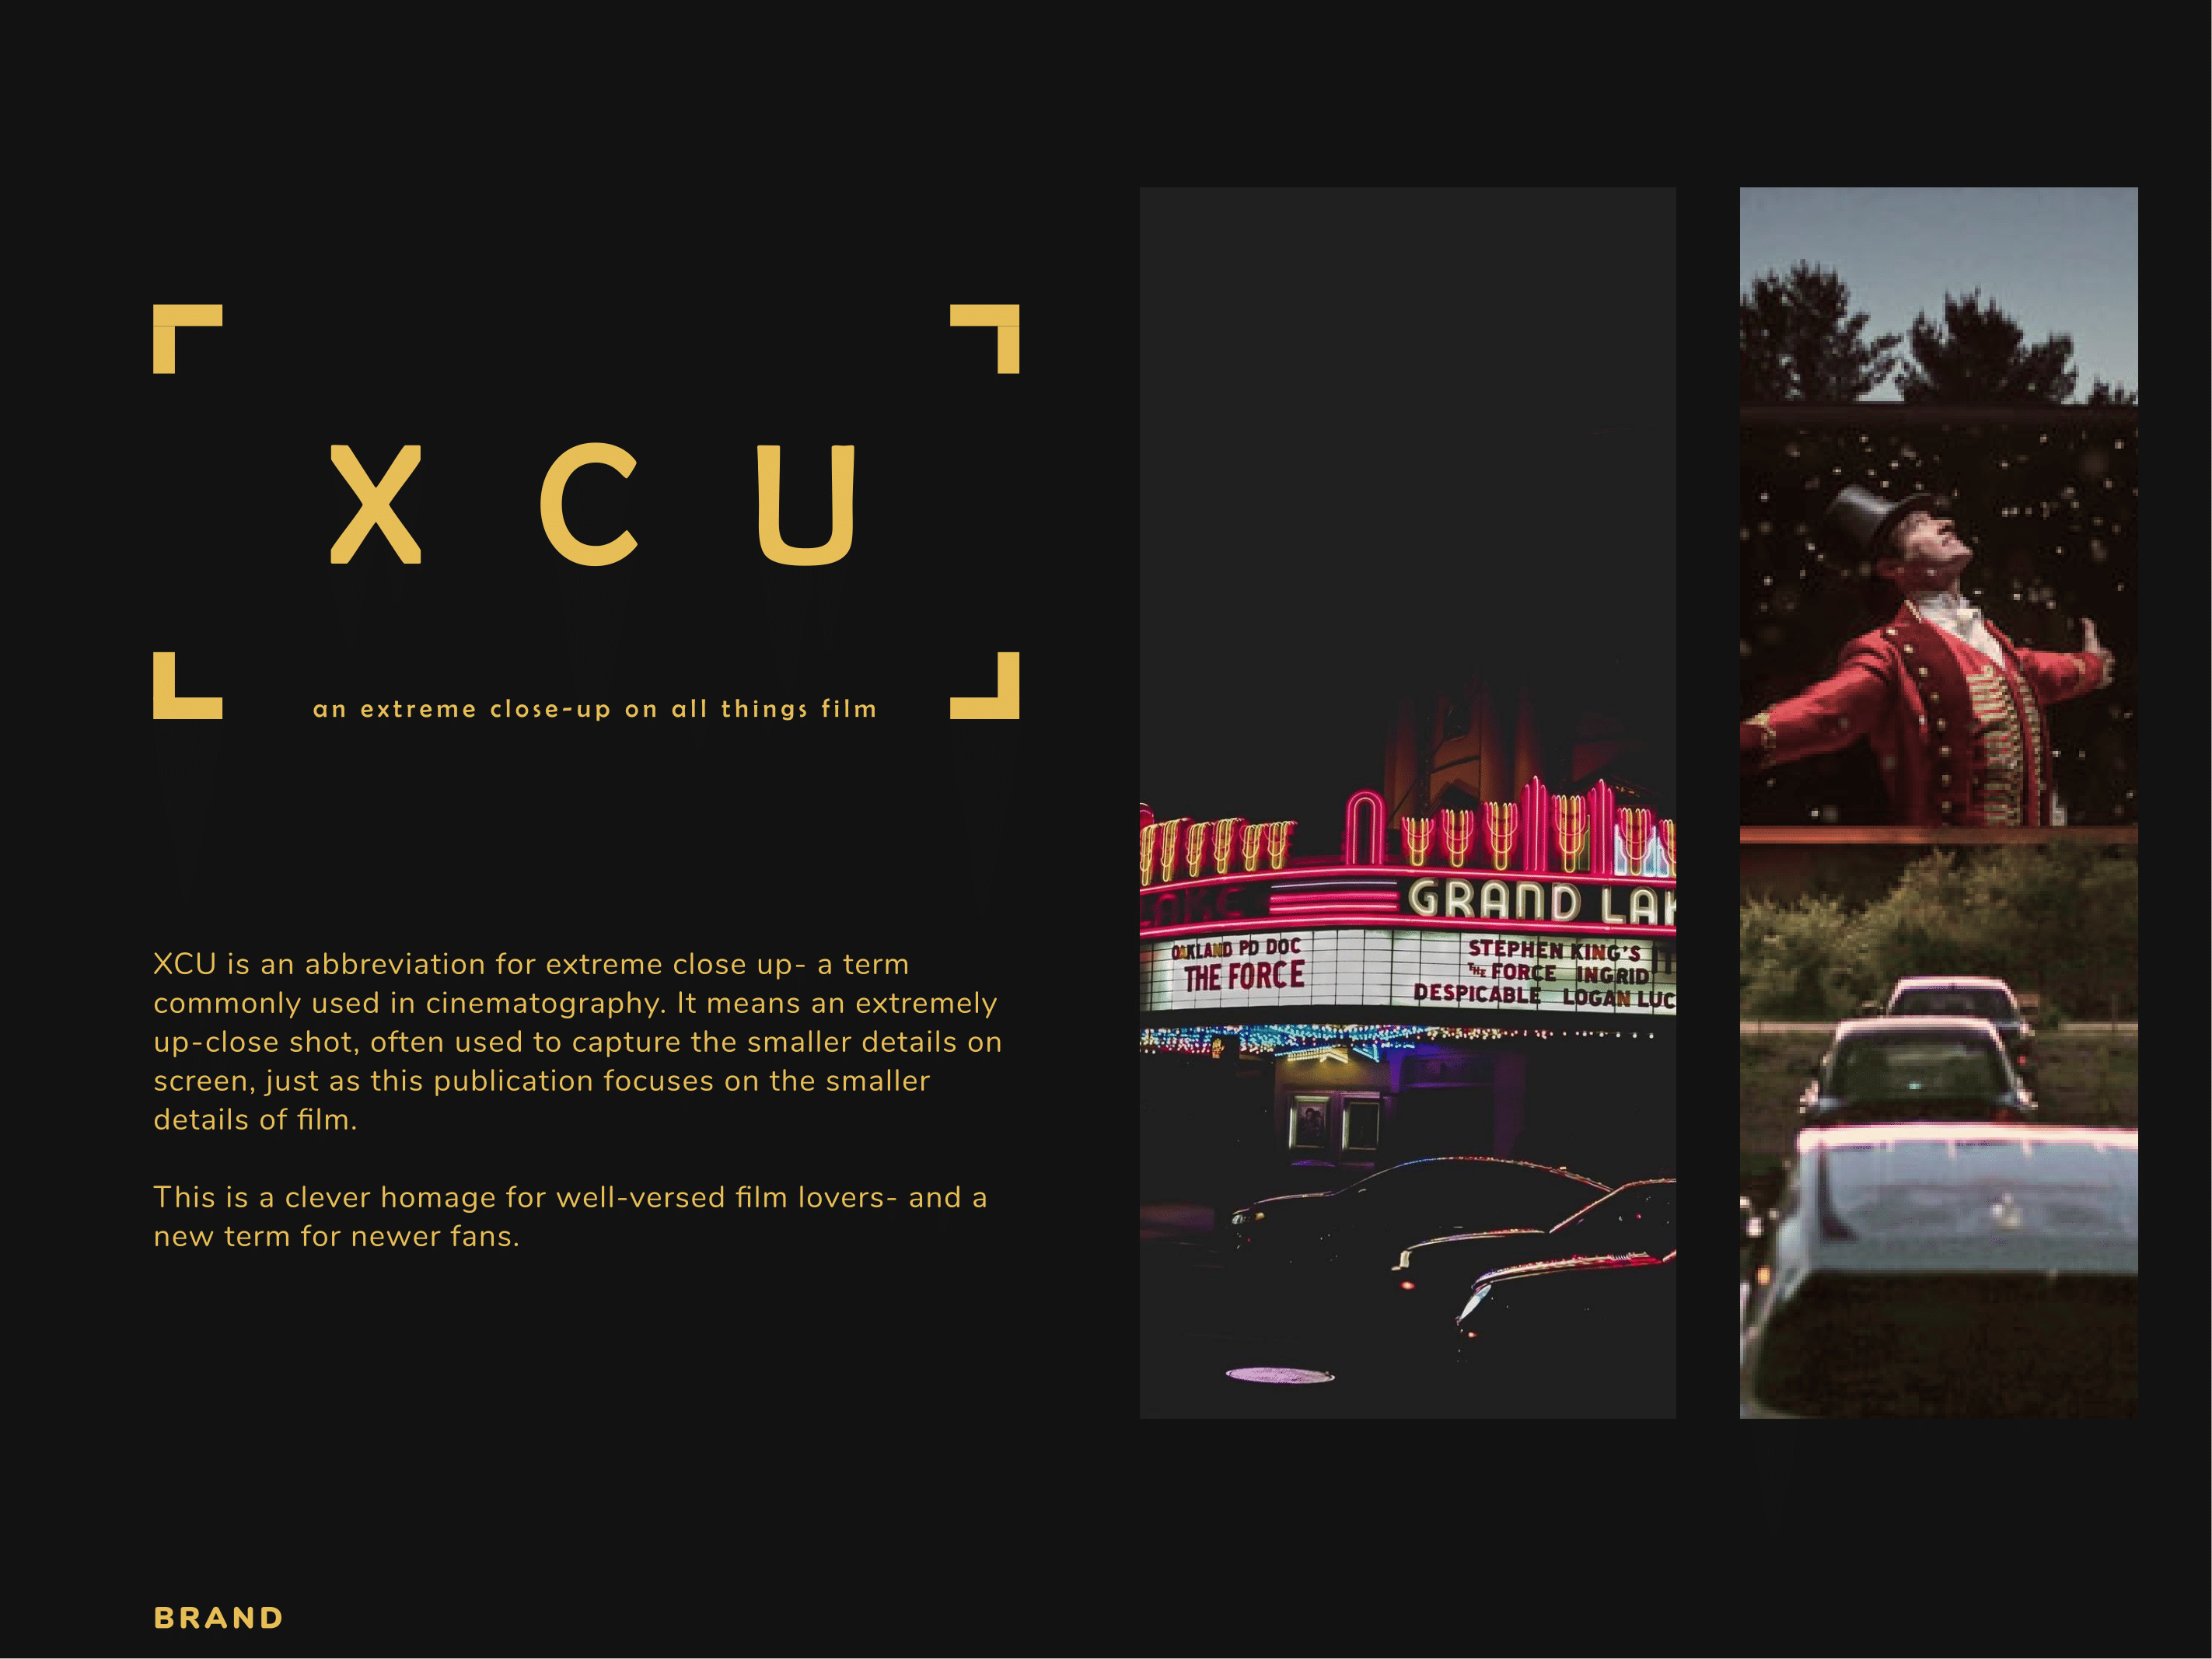 X C U
an extreme close-up on all things film
XCU is an abbreviation for extreme close up- a term
commonly used in cinematography. It means an extremely
up-close shot, often used to capture the smaller details on
screen, just as this publication focuses on the smaller
details of film.
This is a clever homage for well-versed film lovers- and a
new term for newer fans.
BRAND
LAKE
GRAND LAK
OAKLAND PD DOC
THE FORCE
STEPHEN KING'S IT
THE FORCE INGRID
DESPICABLE LOGAN LUC